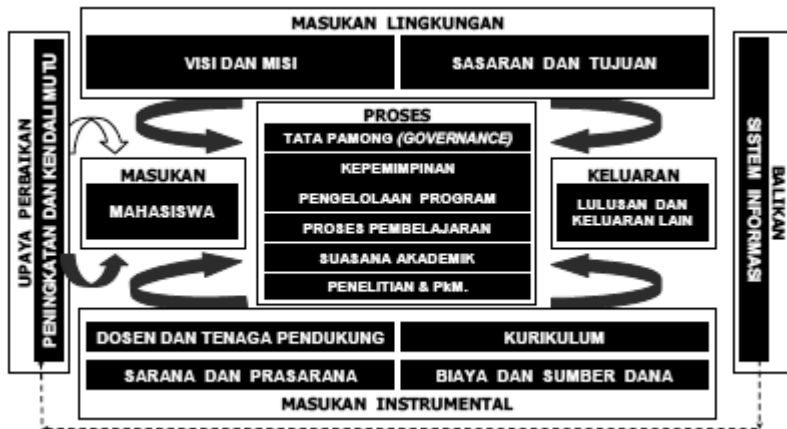 MASUKAN LINGKUNGAN
VISI DAN MISI
SASARAN DAN TUJUAN
UPAYA PERBAIKAN
PENINGKATAN DAN KENDALI MUTU
PROSES
TATA PAMONG (GOVERNANCE)
KEPEMIMPINAN
PENGELOLAAN PROGRAM
PROSES PEMBELAJARAN
SUASANA AKADEMIK
PENELITIAN & PkM.
MASUKAN
MAHASISWA
KELUARAN
LULUSAN DAN
KELUARAN LAIN
BALIKAN
SISTEM INFORMASI
DOSEN DAN TENAGA PENDUKUNG
KURIKULUM
SARANA DAN PRASARANA
BIAYA DAN SUMBER DANA
MASUKAN INSTRUMENTAL